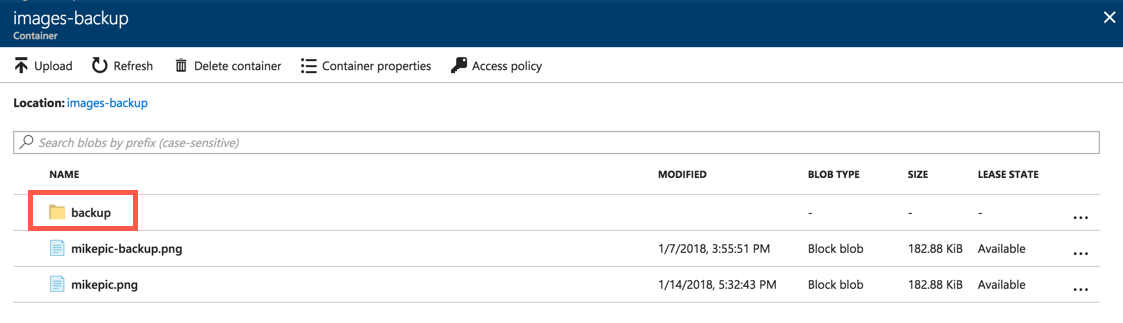 images-backup
Container
Upload Refresh Delete container Container properties Access policy
Location: images-backup
Search blobs by prefix (case-sensitive)
NAME MODIFIED BLOB TYPE SIZE LEASE STATE
backup - - - ...
mikepic-backup.png 1/7/2018, 3:55:51 PM Block blob 182.88 KiB Available ...
mikepic.png 1/14/2018, 5:32:43 PM Block blob 182.88 KiB Available ...